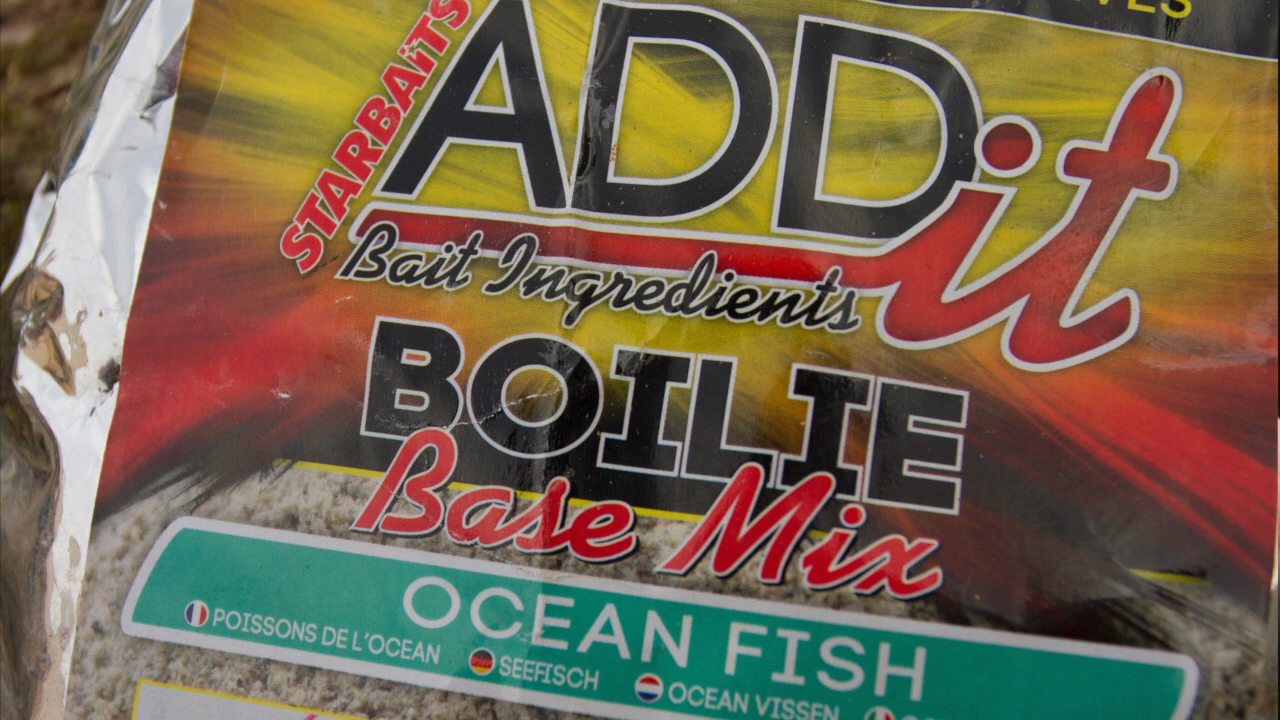 STARBAiTS
ADDit
Bait Ingredients
BOILIE
Base Mix
OCEAN FISH
POISSONS DE L'OCEAN SEEFISCH OCEAN VISSEN